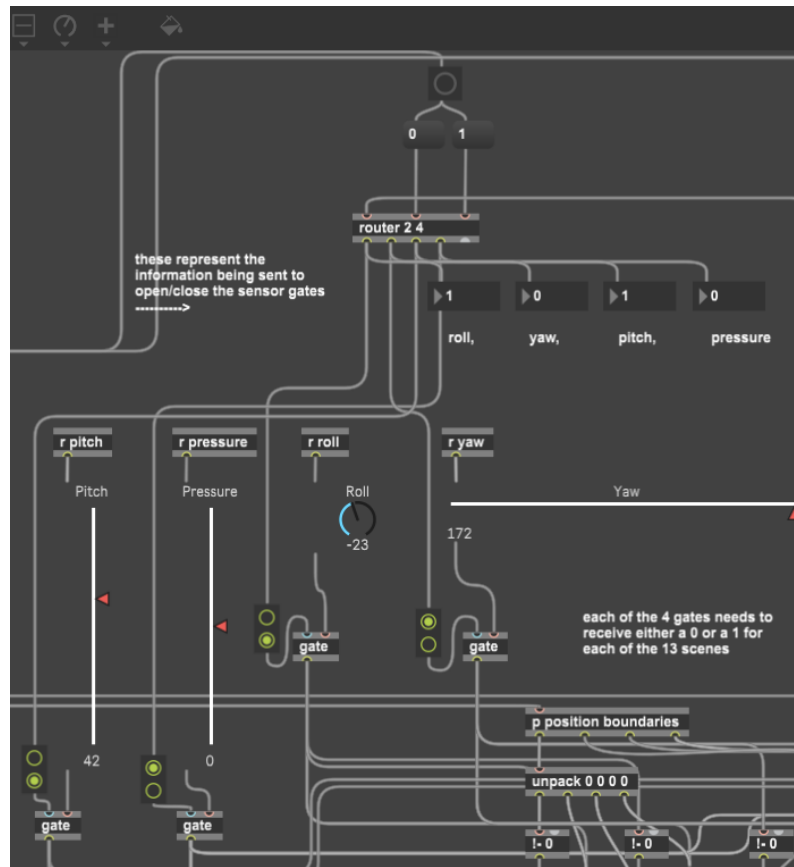 0 1
router 2 4
these represent the
information being sent to
open/close the sensor gates
---------->
1 0 1 0
roll, yaw, pitch, pressure
r pitch r pressure r roll r yaw
Pitch Pressure Roll Yaw
-23
172
each of the 4 gates needs to
receive either a 0 or a 1 for
each of the 13 scenes
gate gate
p position boundaries
42 0
unpack 0 0 0 0
gate gate
!- 0 !- 0 !- 0